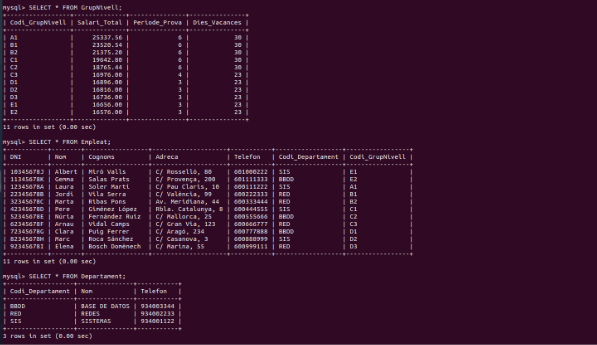 mysql> SELECT * FROM GrupNivell;
+-----------------+--------------+---------------+---------------+
| Codi_GrupNivell | Salari_Total | Periode_Prova | Dies_Vacances |
+-----------------+--------------+---------------+---------------+
| A1 | 25337.56 | 6 | 30 |
| B1 | 23520.34 | 6 | 30 |
| B2 | 21375.20 | 6 | 30 |
| C1 | 19642.80 | 6 | 30 |
| C2 | 18765.44 | 6 | 30 |
| C3 | 16976.00 | 4 | 23 |
| D1 | 16896.00 | 3 | 23 |
| D2 | 16816.00 | 3 | 23 |
| D3 | 16736.00 | 3 | 23 |
| E1 | 16656.00 | 3 | 23 |
| E2 | 16576.00 | 3 | 23 |
+-----------------+--------------+---------------+---------------+
11 rows in set (0.00 sec)
mysql> SELECT * FROM Empleat;
+-----------+--------+-----------------+---------------------+-----------+------------------+-----------------+
| DNI | Nom | Cognoms | Adreca | Telefon | Codi_Departament | Codi_GrupNivell |
+-----------+--------+-----------------+---------------------+-----------+------------------+-----------------+
| 10345678J | Albert | Miró Valls | C/ Rosselló, 80 | 601000222 | SIS | E1 |
| 11345678K | Gemma | Salas Prats | C/ Provença, 200 | 601111333 | BBDD | E2 |
| 12345678A | Laura | Soler Martí | C/ Pau Claris, 10 | 600111222 | SIS | A1 |
| 22345678B | Jordi | Vila Serra | C/ València, 99 | 600222333 | RED | B1 |
| 32345678C | Marta | Ribas Pons | Av. Meridiana, 44 | 600333444 | RED | B2 |
| 42345678D | Pere | Giménez López | Rbla. Catalunya, 8 | 600444555 | SIS | C1 |
| 52345678E | Núria | Fernández Ruiz | C/ Mallorca, 25 | 600555666 | BBDD | C2 |
| 62345678F | Arnau | Vidal Camps | C/ Gran Via, 123 | 600666777 | RED | C3 |
| 72345678G | Clara | Puig Ferrer | C/ Aragó, 234 | 600777888 | BBDD | D1 |
| 82345678H | Marc | Roca Sánchez | C/ Casanova, 3 | 600888999 | SIS | D2 |
| 92345678I | Elena | Bosch Domènech | C/ Marina, 55 | 600999111 | RED | D3 |
+-----------+--------+-----------------+---------------------+-----------+------------------+-----------------+
11 rows in set (0.00 sec)
mysql> SELECT * FROM Departament;
+------------------+---------------+-----------+
| Codi_Departament | Nom | Telefon |
+------------------+---------------+-----------+
| BBDD | BASE DE DATOS | 934003344 |
| RED | REDES | 934002233 |
| SIS | SISTEMAS | 934001122 |
+------------------+---------------+-----------+
3 rows in set (0.00 sec)